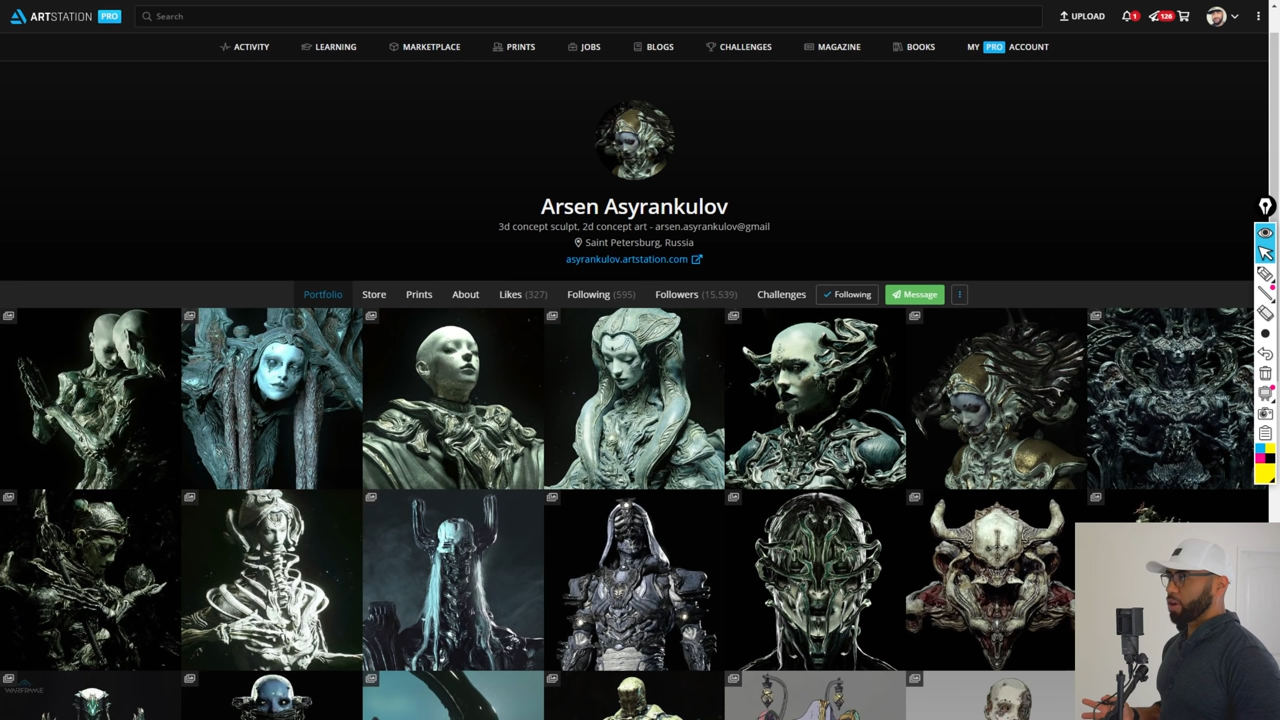 ARTSTATION PRO
Search
UPLOAD
1
126
ACTIVITY
LEARNING
MARKETPLACE
PRINTS
JOBS
BLOGS
CHALLENGES
MAGAZINE
BOOKS
MY PRO ACCOUNT
Arsen Asyrankulov
3d concept sculpt, 2d concept art - arsen.asyrankulov@gmail
Saint Petersburg, Russia
asyrankulov.artstation.com
Portfolio
Store
Prints
About
Likes (327)
Following (595)
Followers (15,539)
Challenges
Following
Message
WARFRAME